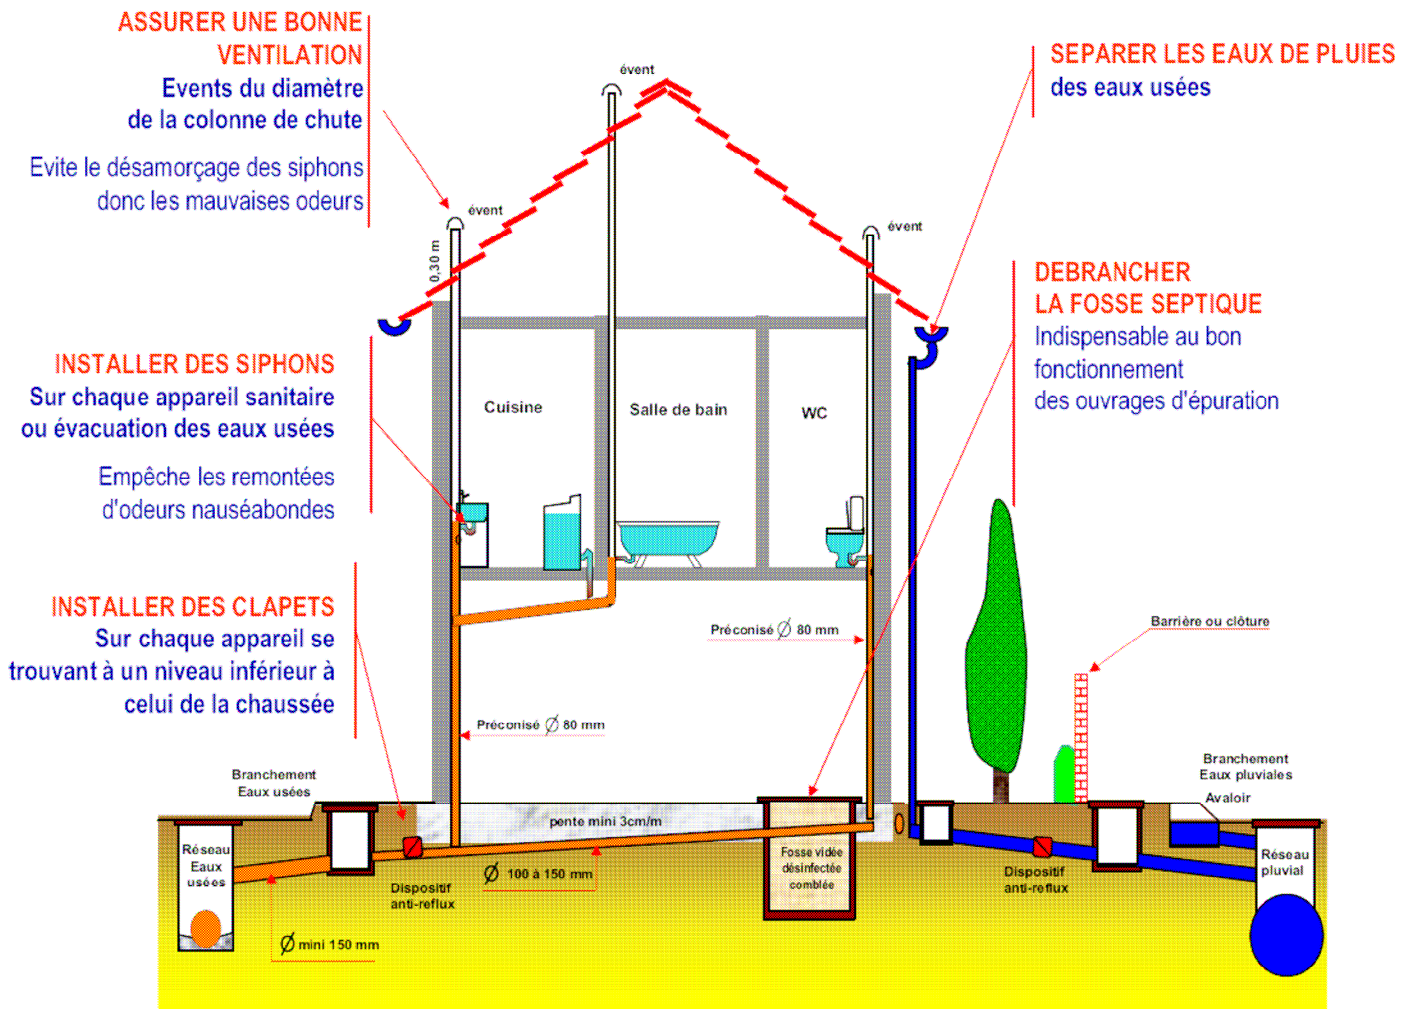 ASSURER UNE BONNE
VENTILATION
Events du diamètre
de la colonne de chute
Evite le désamorçage des siphons
donc les mauvaises odeurs
évent
évent
évent
0,30 m
SEPARER LES EAUX DE PLUIES
des eaux usées
DEBRANCHER
LA FOSSE SEPTIQUE
Indispensable au bon
fonctionnement
des ouvrages d'épuration
INSTALLER DES SIPHONS
Sur chaque appareil sanitaire
ou évacuation des eaux usées
Empêche les remontées
d'odeurs nauséabondes
Cuisine
Salle de bain
WC
INSTALLER DES CLAPETS
Sur chaque appareil se
trouvant à un niveau inférieur à
celui de la chaussée
Préconisé Ø 80 mm
Préconisé Ø 80 mm
Barrière ou clôture
Branchement
Eaux usées
Branchement
Eaux pluviales
Avaloir
pente mini 3cm/m
Réseau
Eaux
usées
Dispositif
anti-reflux
Ø 100 à 150 mm
Fosse vidée
désinfectée
comblée
Dispositif
anti-reflux
Réseau
pluvial
Ø mini 150 mm